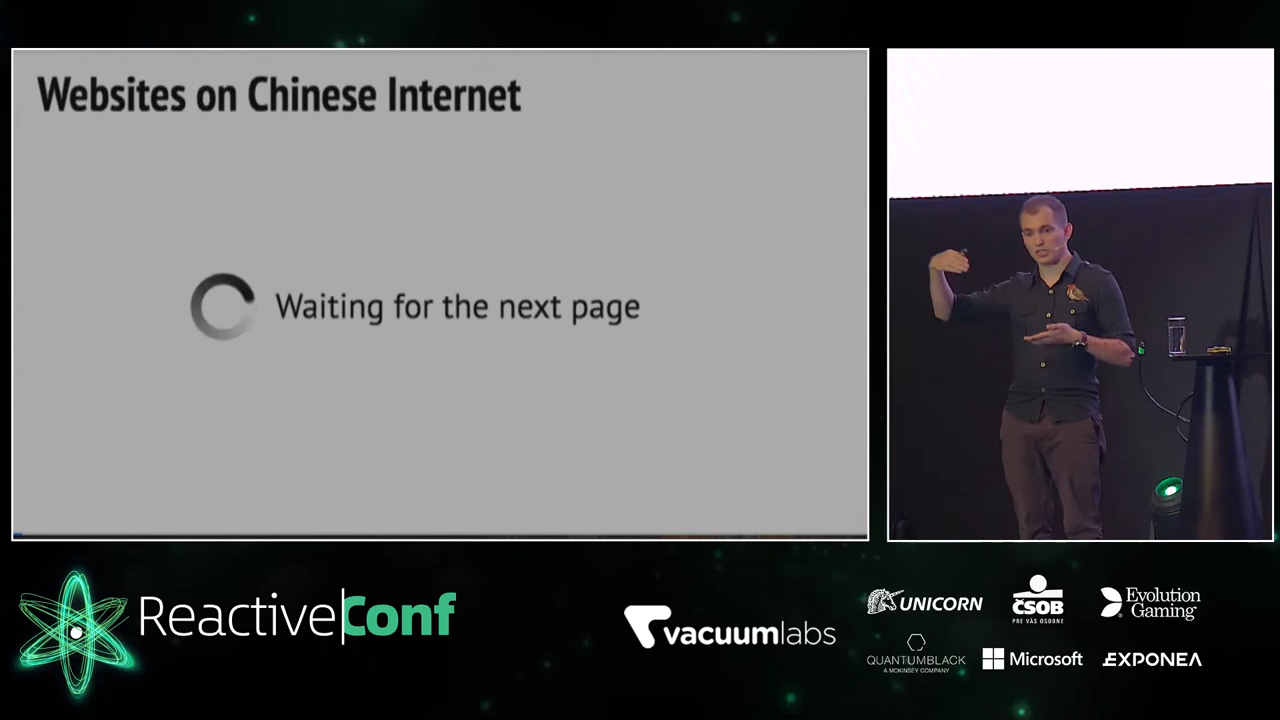 Websites on Chinese Internet
Waiting for the next page
ReactiveConf
vacuumlabs
UNICORN
ČSOB
PRE VÁS OSOBNE
Evolution
Gaming
QUANTUMBLACK
A MCKINSEY COMPANY
Microsoft
EXPONEA